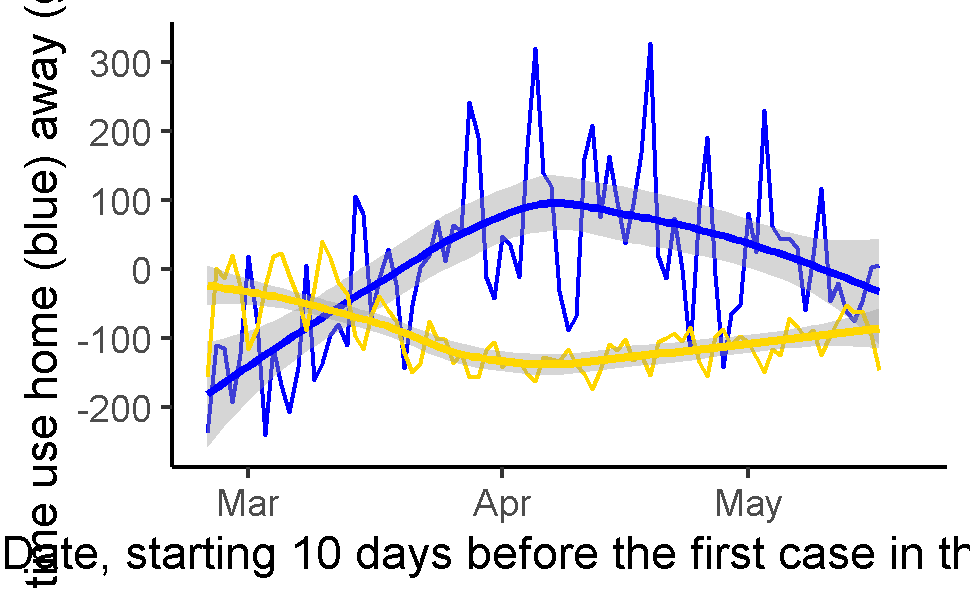 time use home (blue) away (
300
200
100
0
-100
-200
Mar Apr May
Date, starting 10 days before the first case in th